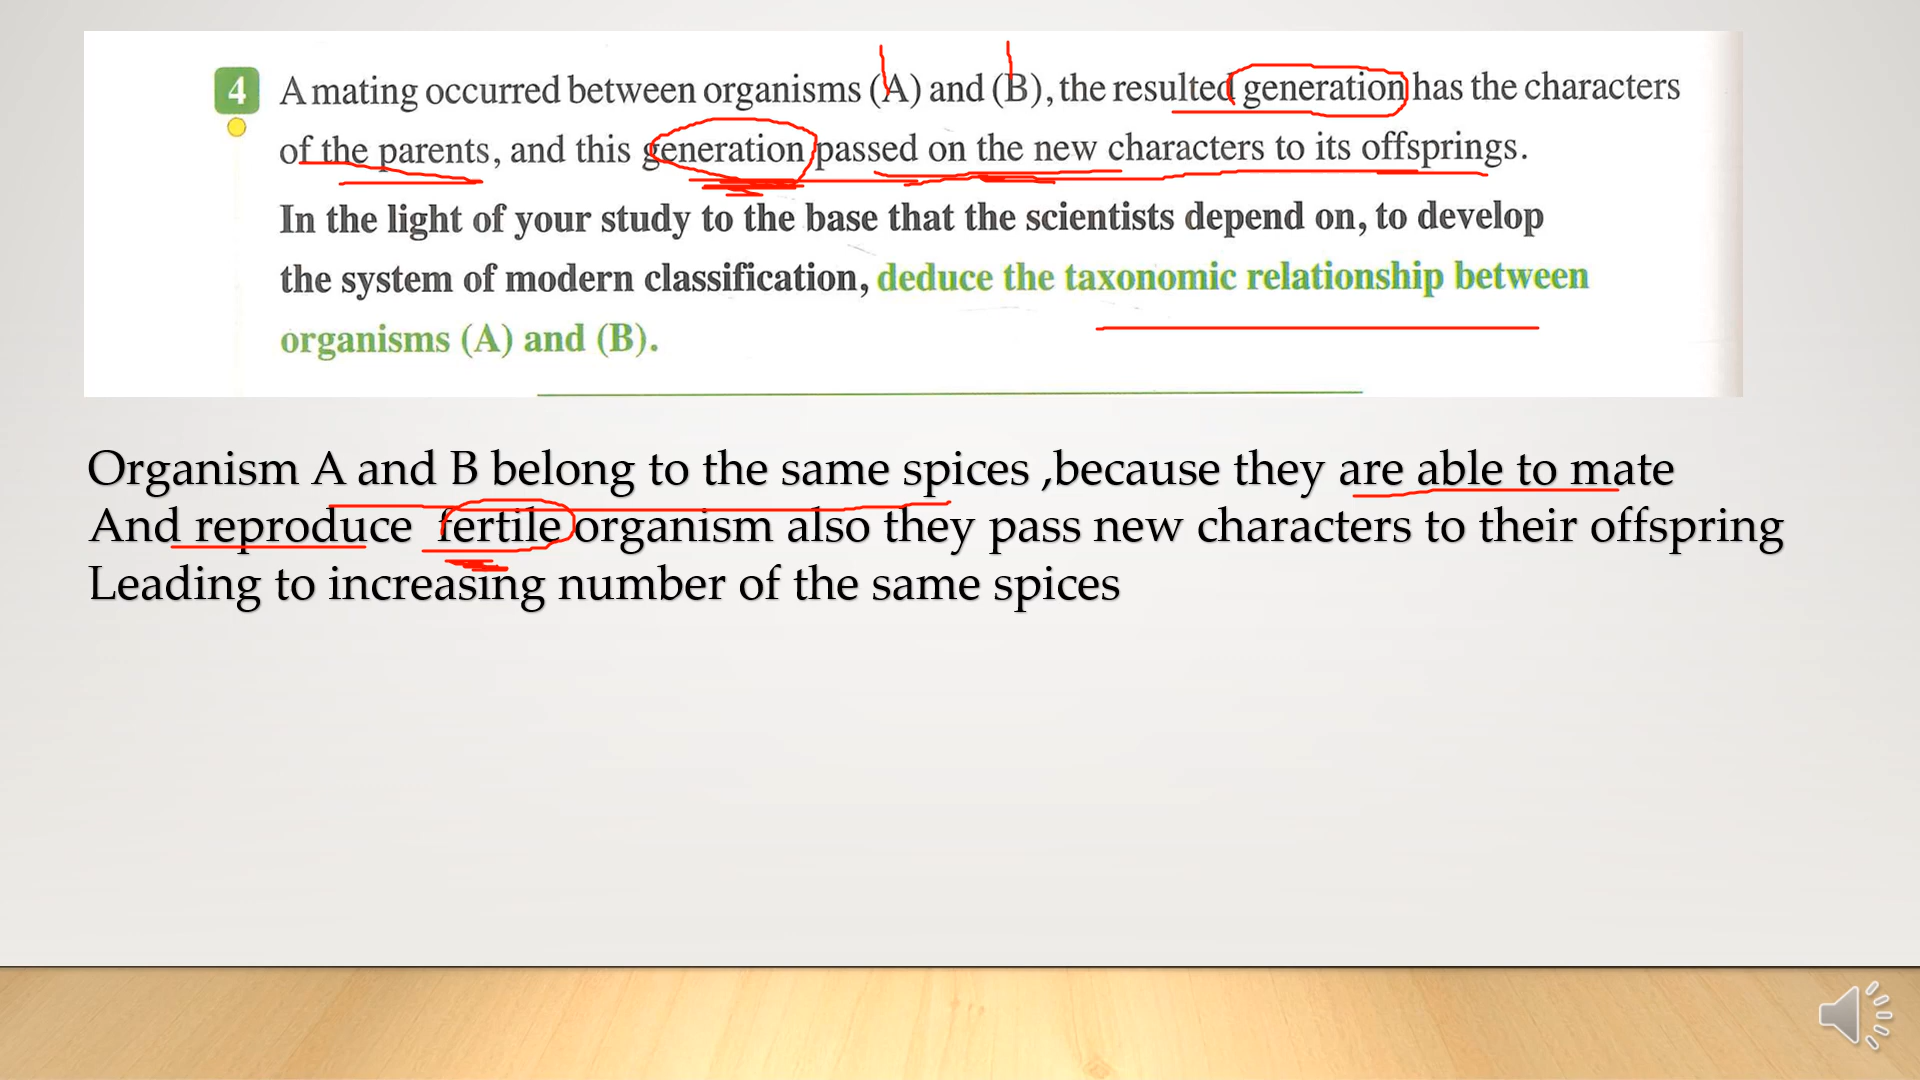 4 A mating occurred between organisms (A) and (B), the resulted generation has the characters
of the parents, and this generation passed on the new characters to its offsprings.
In the light of your study to the base that the scientists depend on, to develop
the system of modern classification, deduce the taxonomic relationship between
organisms (A) and (B).
Organism A and B belong to the same spices ,because they are able to mate
And reproduce fertile organism also they pass new characters to their offspring
Leading to increasing number of the same spices